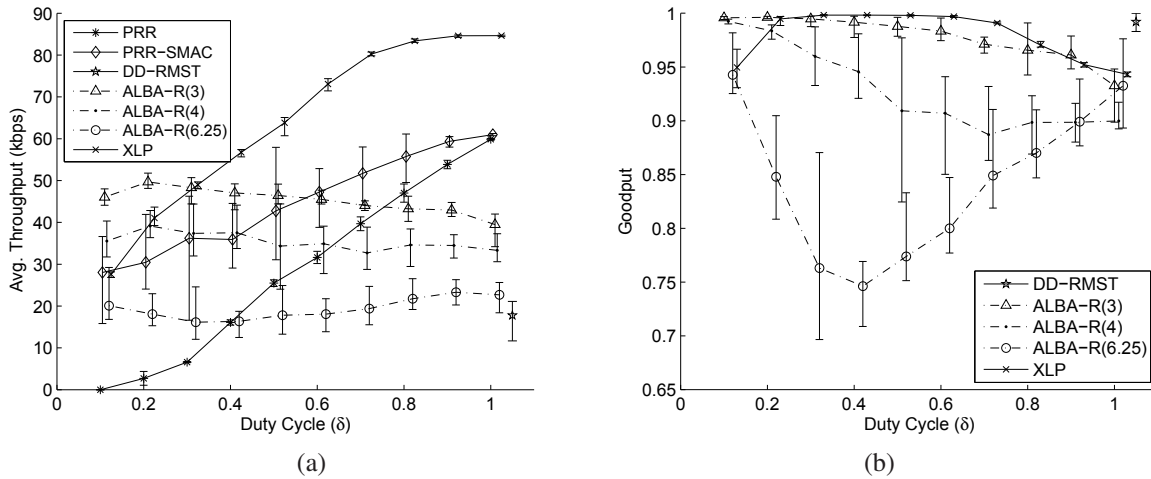 90
80
70
60
50
40
30
20
10
0
Avg. Throughput (kbps)
PRR
PRR−SMAC
DD−RMST
ALBA−R(3)
ALBA−R(4)
ALBA−R(6.25)
XLP
0
0.2
0.4
0.6
0.8
1
Duty Cycle (δ)
(a)
1
0.95
0.9
0.85
0.8
0.75
0.7
0.65
Goodput
DD−RMST
ALBA−R(3)
ALBA−R(4)
ALBA−R(6.25)
XLP
0
0.2
0.4
0.6
0.8
1
Duty Cycle (δ)
(b)